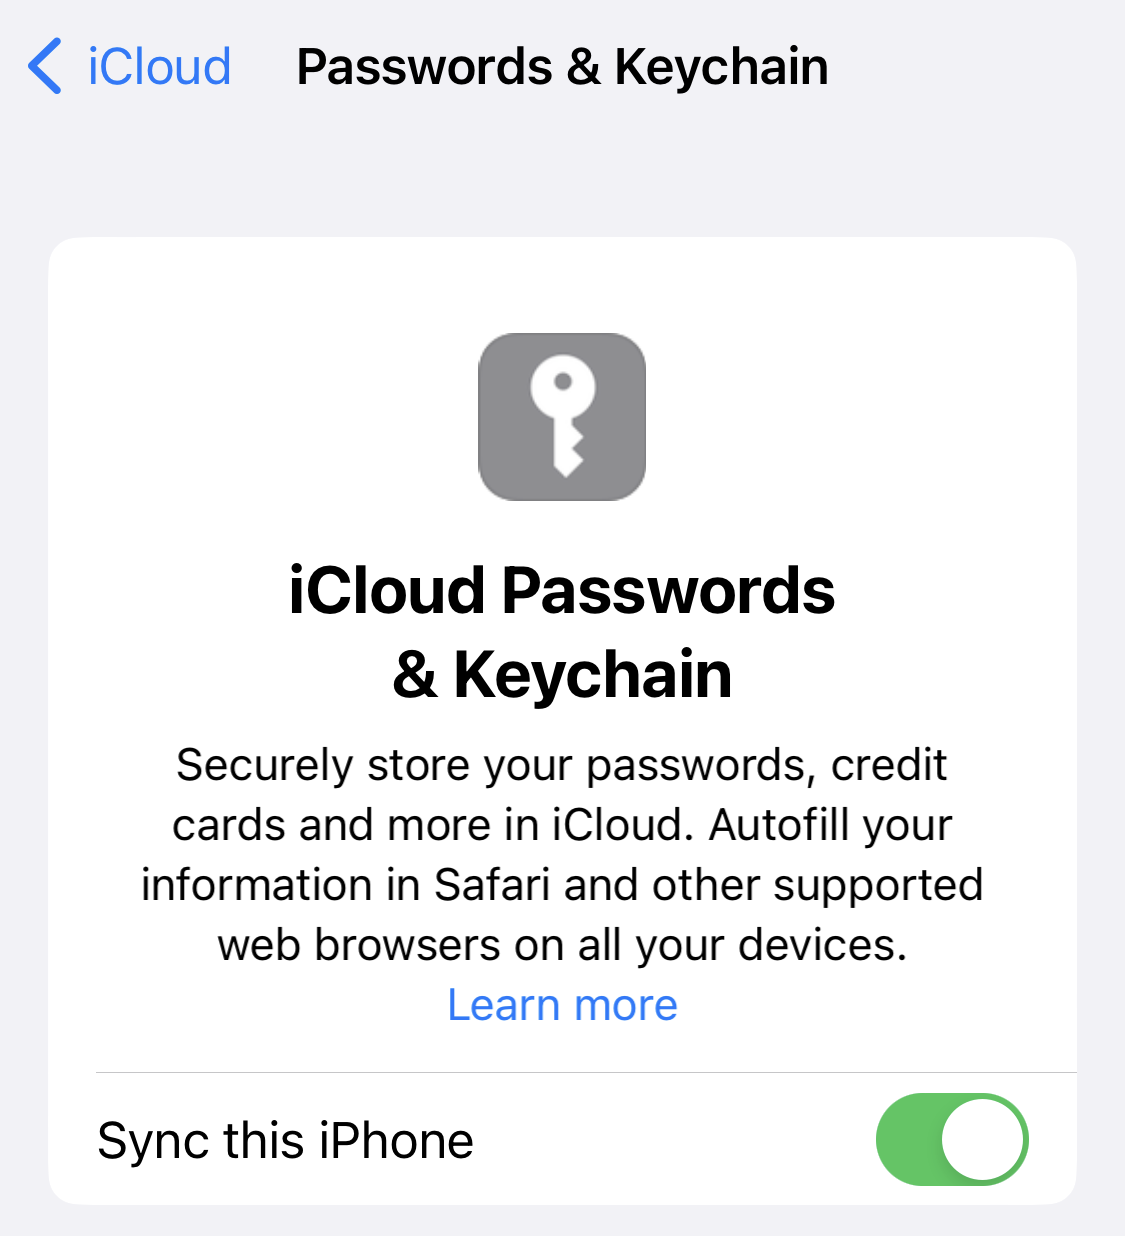 iCloud Passwords & Keychain
iCloud Passwords
& Keychain
Securely store your passwords, credit
cards and more in iCloud. Autofill your
information in Safari and other supported
web browsers on all your devices.
Learn more
Sync this iPhone